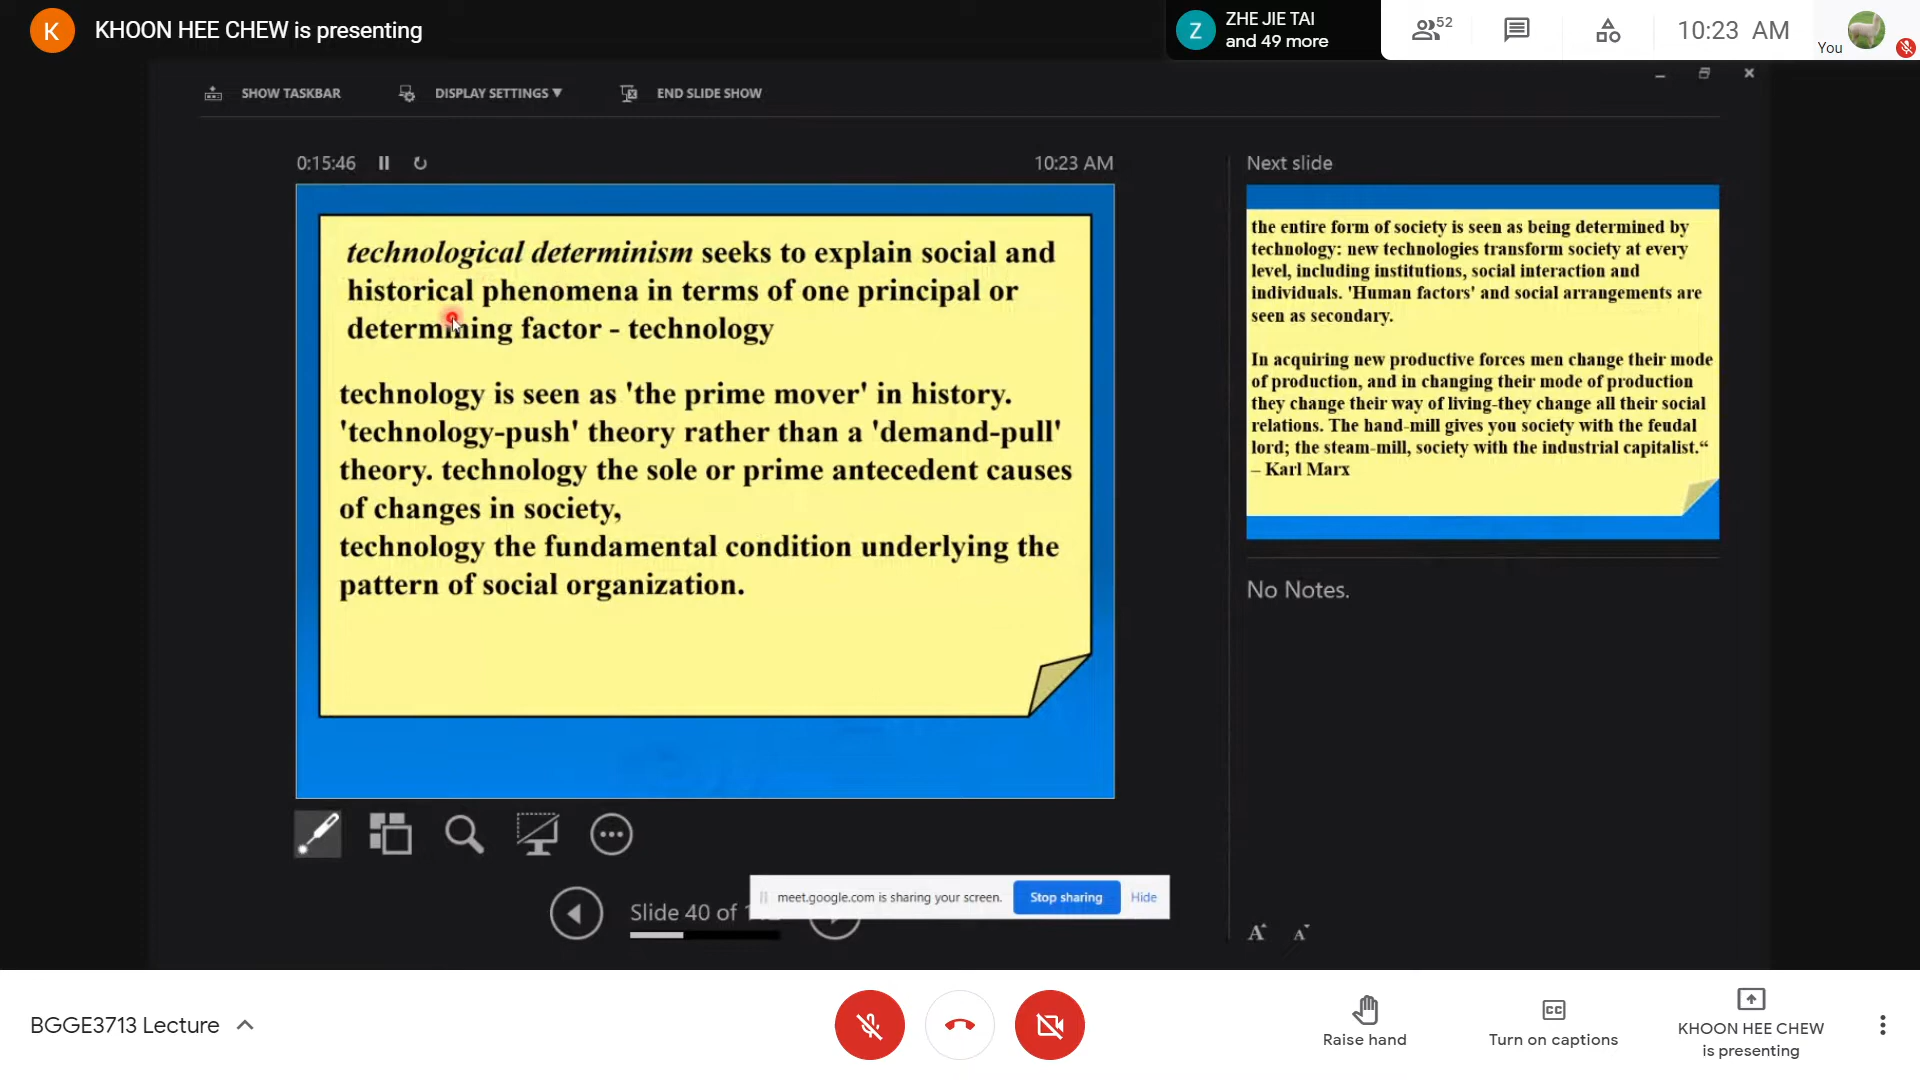 K
KHOON HEE CHEW is presenting
Z
ZHE JIE TAI
and 49 more
52
10:23 AM
You
SHOW TASKBAR
DISPLAY SETTINGS ▼
END SLIDE SHOW
0:15:46
10:23 AM
technological determinism seeks to explain social and
historical phenomena in terms of one principal or
determining factor - technology
technology is seen as 'the prime mover' in history.
'technology-push' theory rather than a 'demand-pull'
theory. technology the sole or prime antecedent causes
of changes in society,
technology the fundamental condition underlying the
pattern of social organization.
Next slide
the entire form of society is seen as being determined by
technology: new technologies transform society at every
level, including institutions, social interaction and
individuals. 'Human factors' and social arrangements are
seen as secondary.
In acquiring new productive forces men change their mode
of production, and in changing their mode of production
they change their way of living-they change all their social
relations. The hand-mill gives you society with the feudal
lord; the steam-mill, society with the industrial capitalist.“
– Karl Marx
No Notes.
Slide 40 of
meet.google.com is sharing your screen.
Stop sharing
Hide
A A
BGGE3713 Lecture
Raise hand
CC
Turn on captions
KHOON HEE CHEW
is presenting